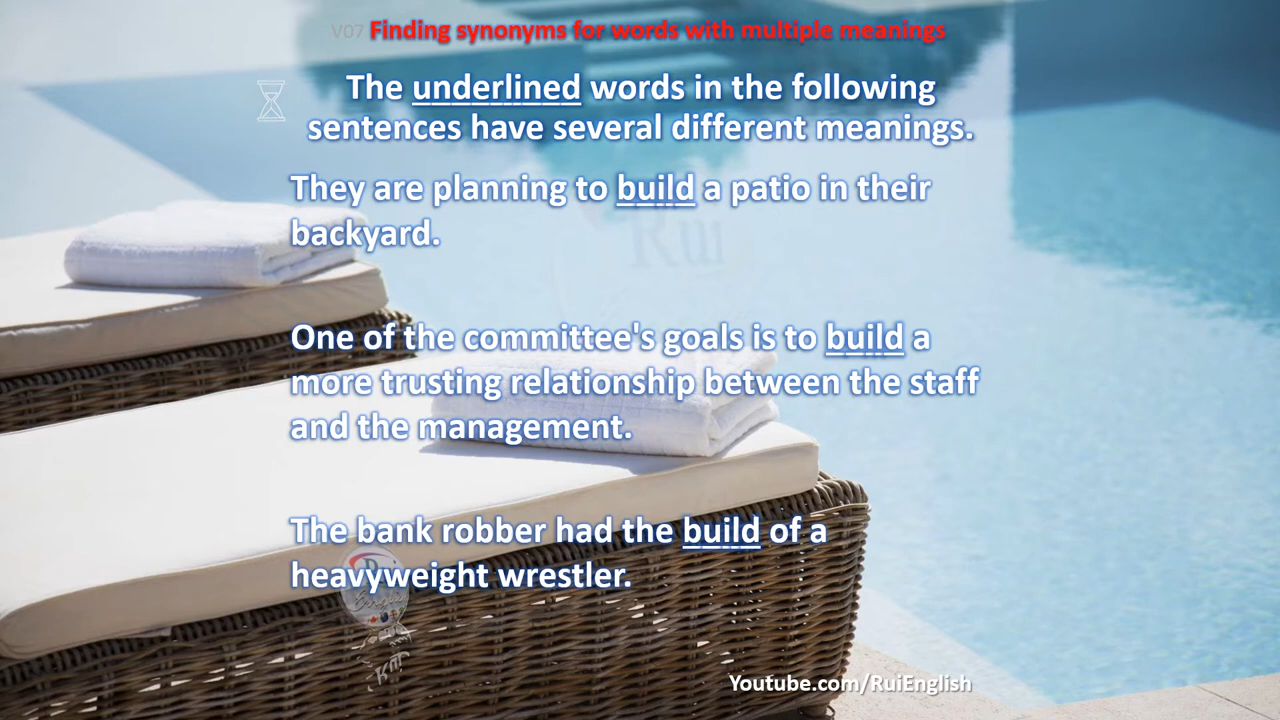 V07 Finding synonyms for words with multiple meanings
The underlined words in the following
sentences have several different meanings.
They are planning to build a patio in their
backyard.
Rui
One of the committee's goals is to build a
more trusting relationship between the staff
and the management.
The bank robber had the build of a
heavyweight wrestler.
Rui
English
Youtube.com/RuiEnglish